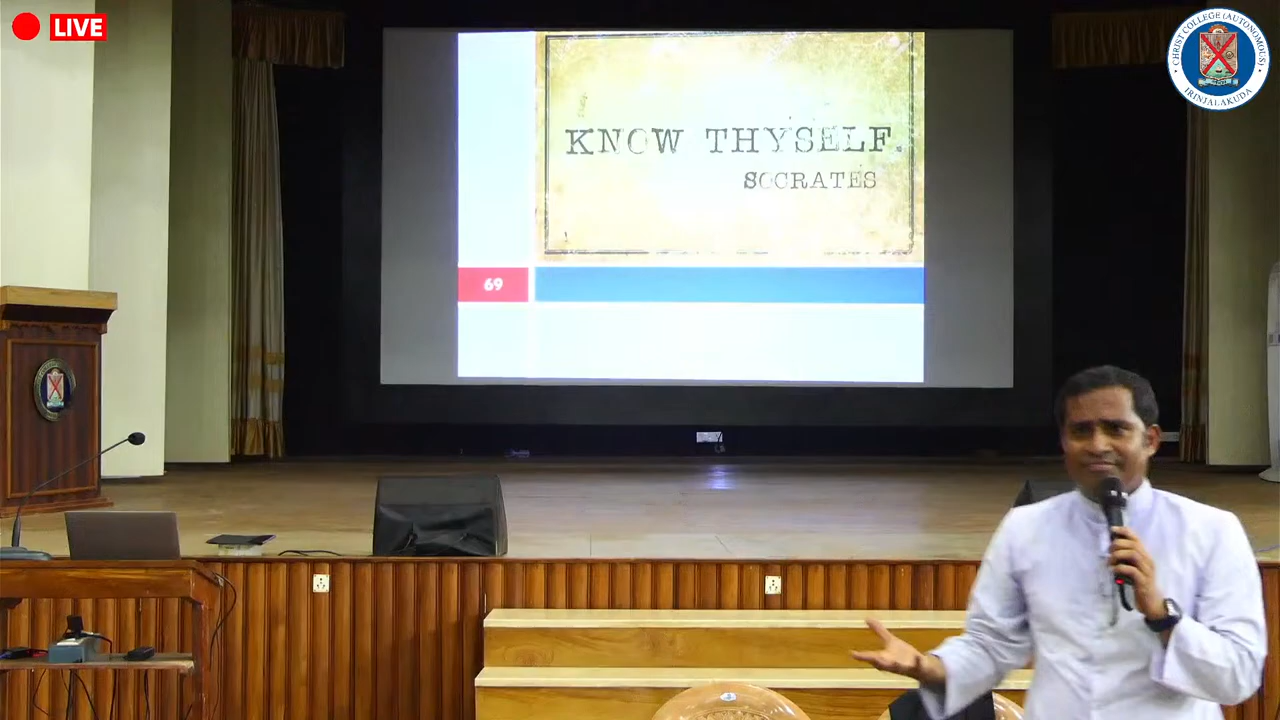 LIVE
CHRIST COLLEGE (AUTONOMOUS)
IRINJALAKUDA
KNOW THYSELF.
SOCRATES
69